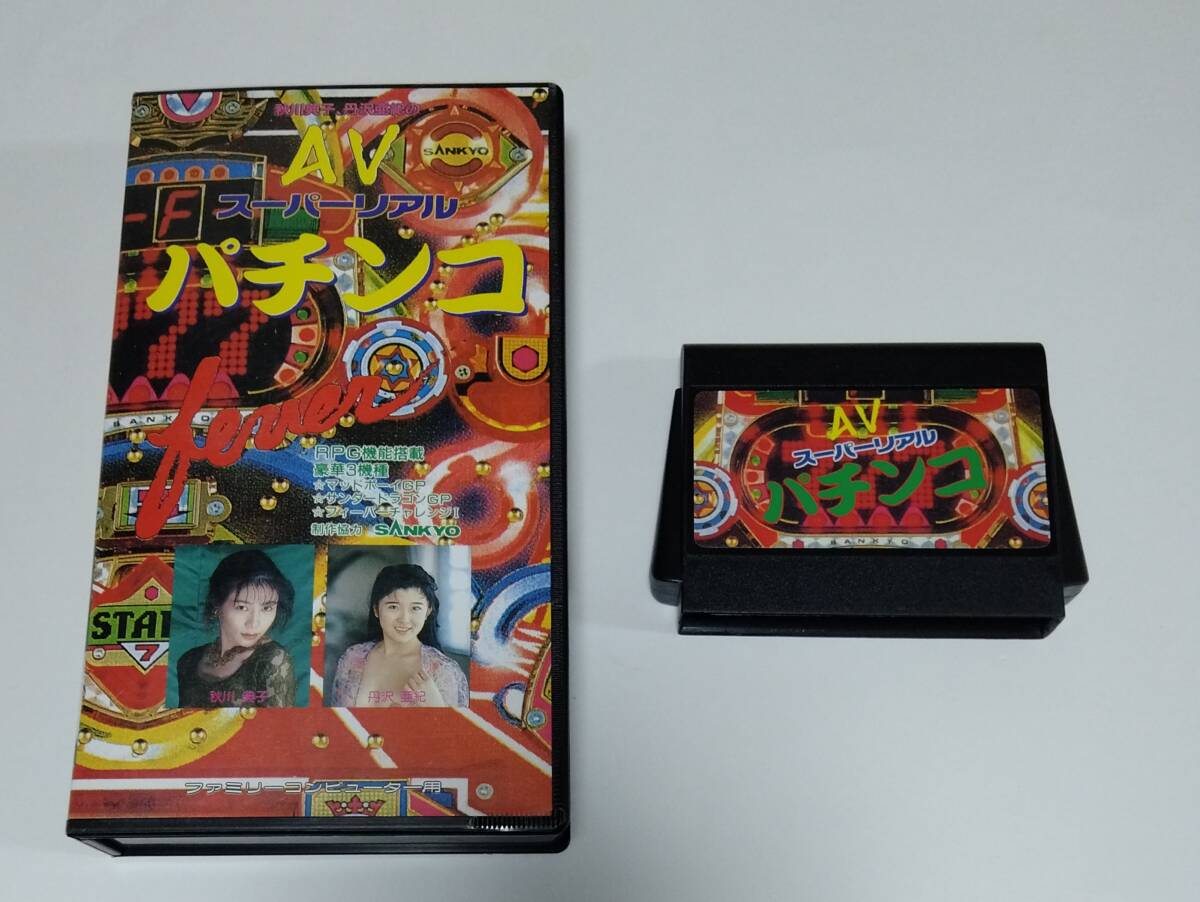 秋川典子、丹沢亜紀の
AV
SANKYO
スーパーリアル
-F
パチンコ
fever
SANKYO
RPG機能搭載
豪華3機種
☆マッドボーイGP
☆サンダードラゴンGP
☆フィーバーチャレンジI
制作協力 SANKYO
START
7
秋川 典子
丹沢 亜紀
ファミリーコンピューター用
AV
スーパーリアル
パチンコ
SANKYO